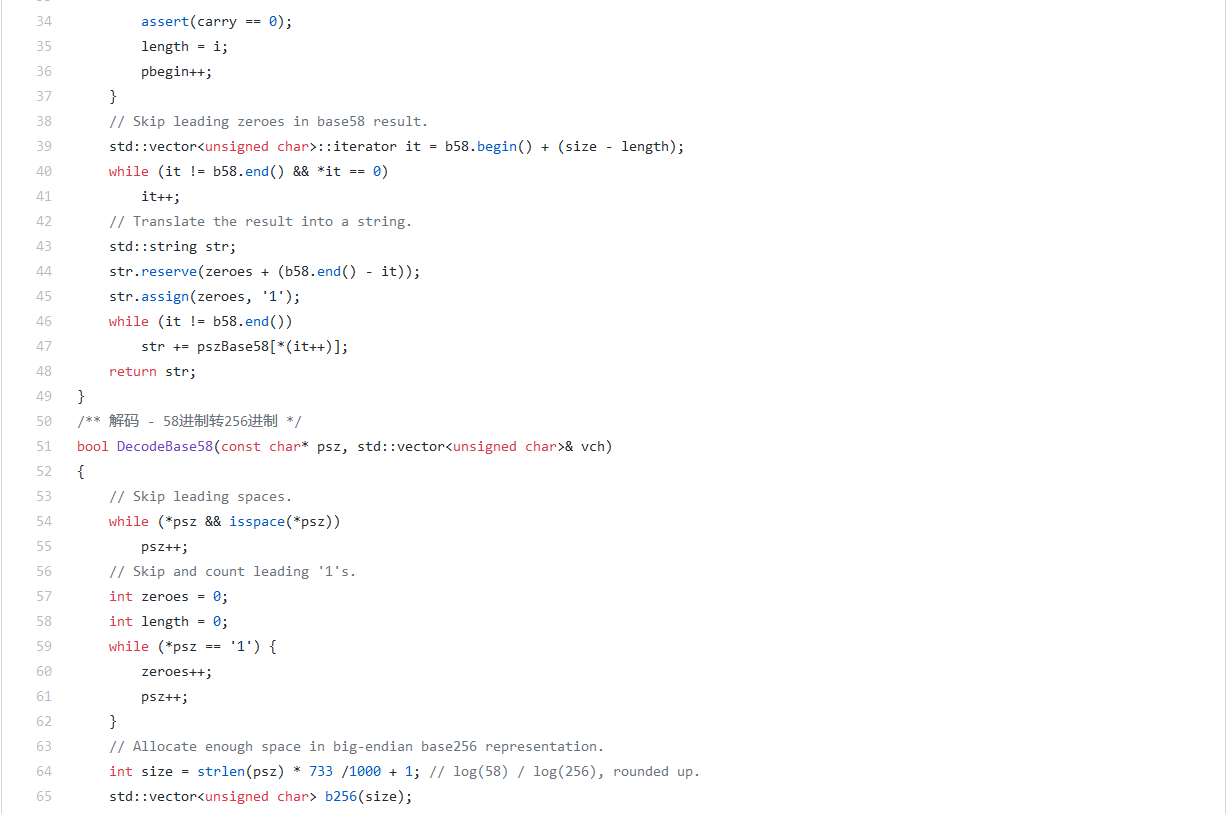 34 assert(carry == 0);
35 length = i;
36 pbegin++;
37 }
38 // Skip leading zeroes in base58 result.
39 std::vector<unsigned char>::iterator it = b58.begin() + (size - length);
40 while (it != b58.end() && *it == 0)
41 it++;
42 // Translate the result into a string.
43 std::string str;
44 str.reserve(zeroes + (b58.end() - it));
45 str.assign(zeroes, '1');
46 while (it != b58.end())
47 str += pszBase58[*(it++)];
48 return str;
49 }
50 /** 解码 - 58进制转256进制 */
51 bool DecodeBase58(const char* psz, std::vector<unsigned char>& vch)
52 {
53 // Skip leading spaces.
54 while (*psz && isspace(*psz))
55 psz++;
56 // Skip and count leading '1's.
57 int zeroes = 0;
58 int length = 0;
59 while (*psz == '1') {
60 zeroes++;
61 psz++;
62 }
63 // Allocate enough space in big-endian base256 representation.
64 int size = strlen(psz) * 733 /1000 + 1; // log(58) / log(256), rounded up.
65 std::vector<unsigned char> b256(size);